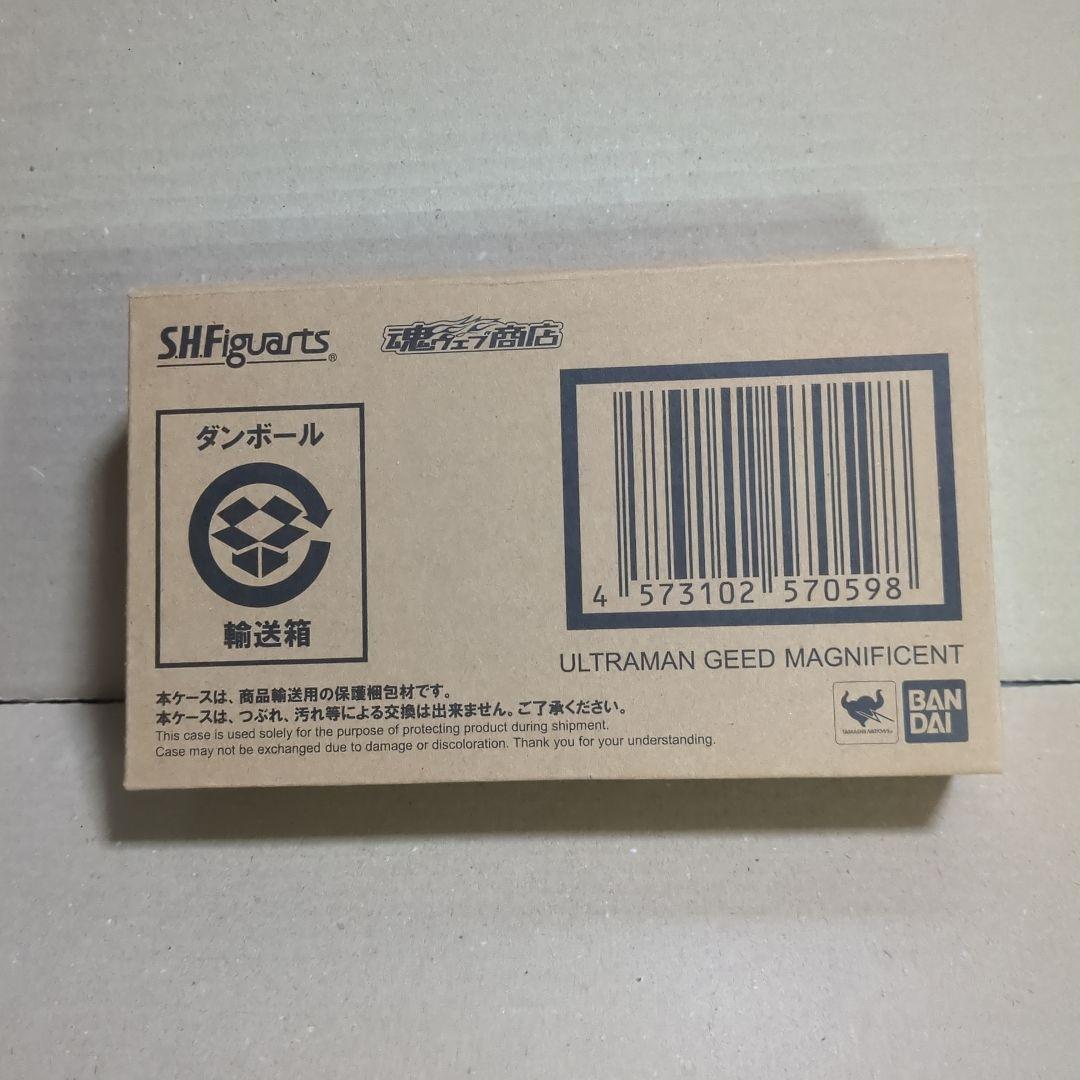 S.H.Figuarts®
魂ウェブ商店
ダンボール
輸送箱
4 573102 570598
ULTRAMAN GEED MAGNIFICENT
本ケースは、商品輸送用の保護梱包材です。
本ケースは、つぶれ、汚れ等による交換は出来ません。ご了承ください。
This case is used solely for the purpose of protecting product during shipment.
Case may not be exchanged due to damage or discoloration. Thank you for your understanding.
TAMASHII NATIONS
BAN
DAI